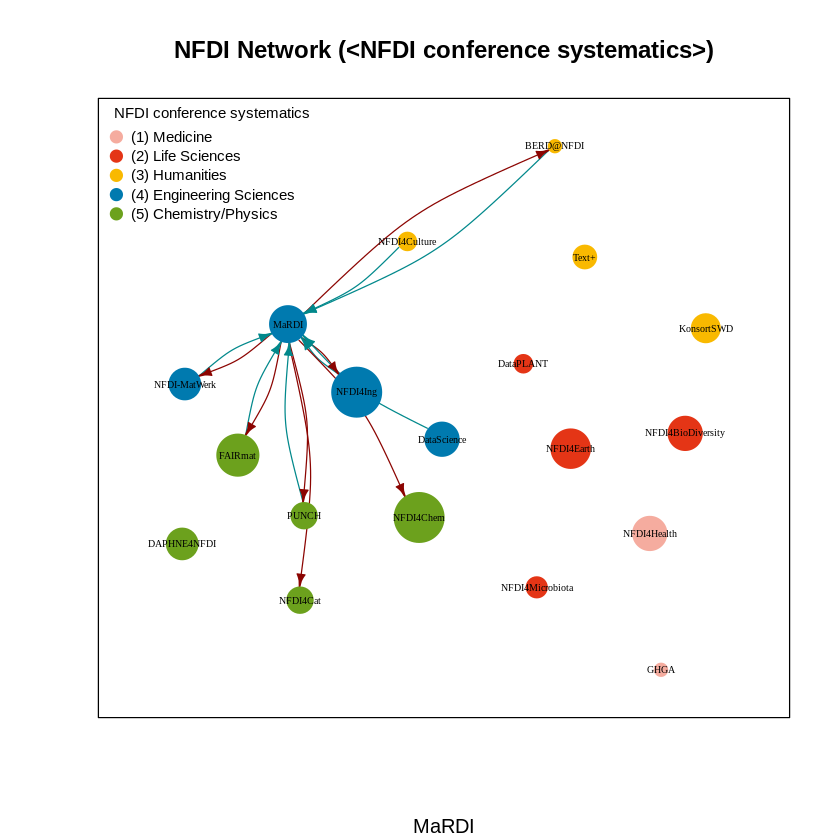 NFDI Network (<NFDI conference systematics>)
NFDI conference systematics
(1) Medicine
(2) Life Sciences
(3) Humanities
(4) Engineering Sciences
(5) Chemistry/Physics
BERD@NFDI
NFDI4Culture
Text+
MaRDI
KonsortSWD
DataPLANT
NFDI-MatWerk
NFDI4Ing
NFDI4BioDiversity
DataScience
NFDI4Earth
FAIRmat
PUNCH
NFDI4Chem
NFDI4Health
DAPHNE4NFDI
NFDI4Microbiota
NFDI4Cat
GHGA
MaRDI